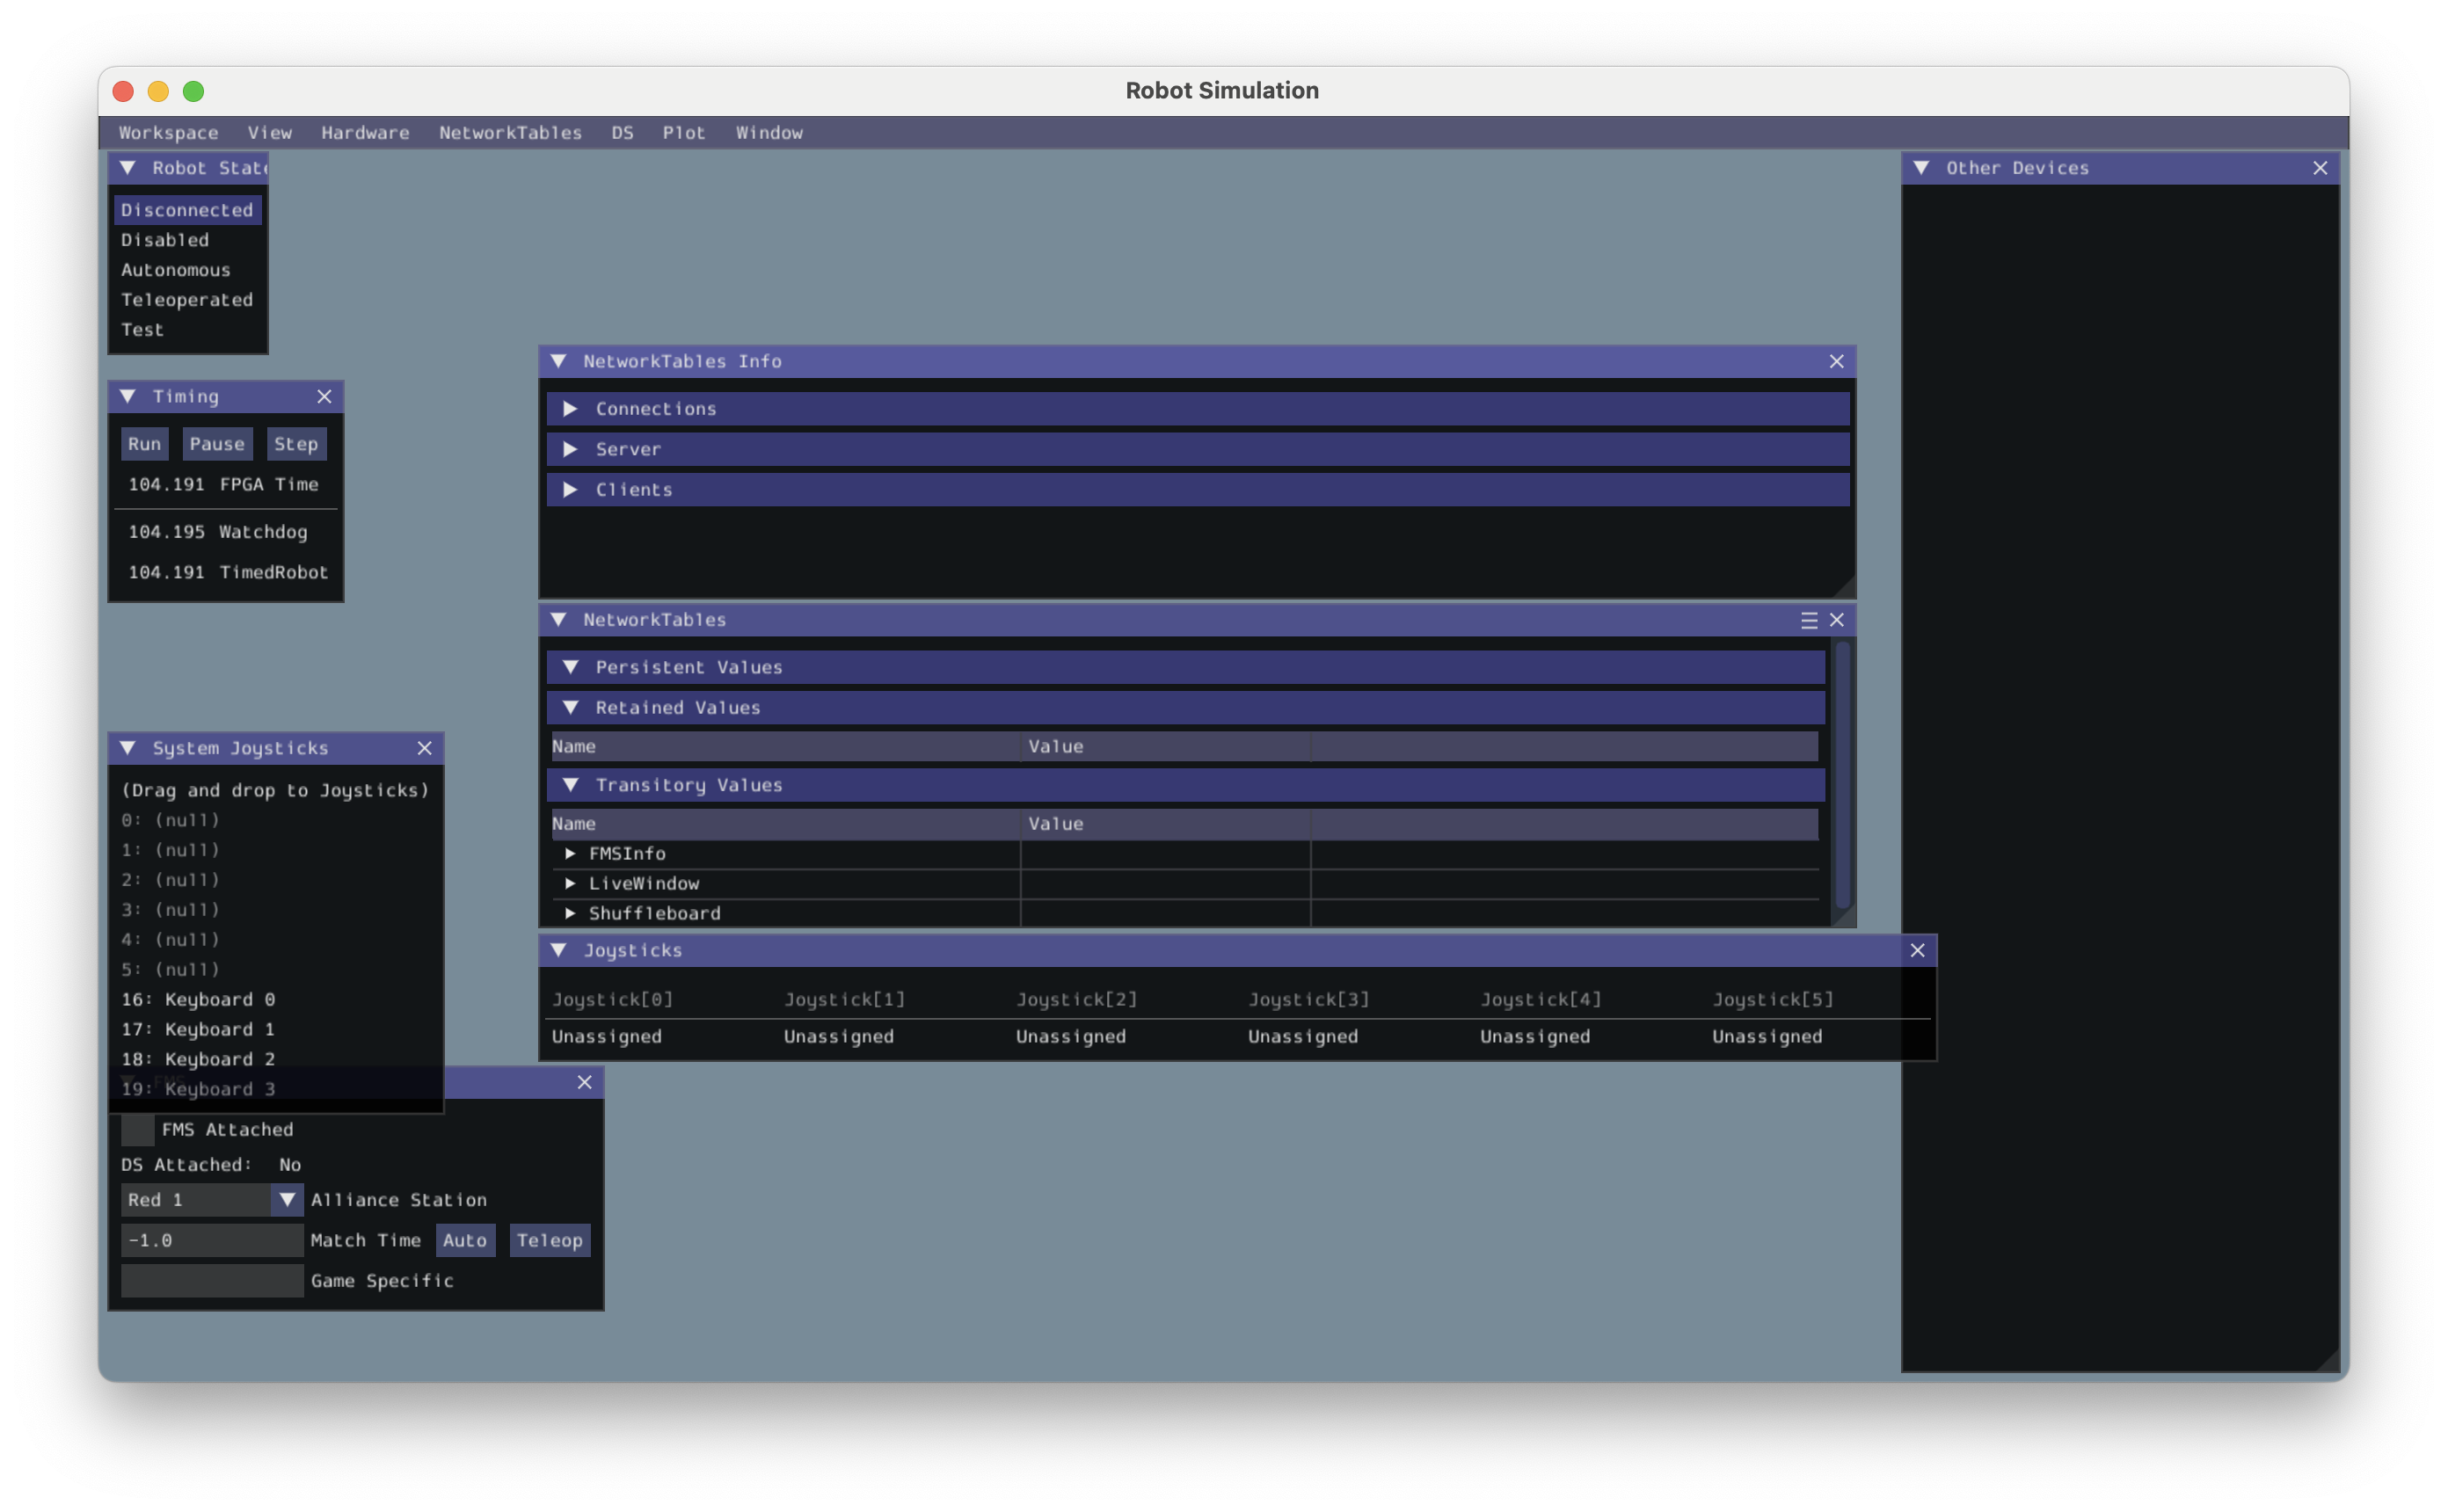 Robot Simulation
Workspace View Hardware NetworkTables DS Plot Window
Robot State
Disconnected
Disabled
Autonomous
Teleoperated
Test
Timing
Run Pause Step
104.191 FPGA Time
104.195 Watchdog
104.191 TimedRobot
System Joysticks
(Drag and drop to Joysticks)
0: (null)
1: (null)
2: (null)
3: (null)
4: (null)
5: (null)
16: Keyboard 0
17: Keyboard 1
18: Keyboard 2
19: Keyboard 3
FMS
FMS Attached
DS Attached: No
Red 1 Alliance Station
-1.0 Match Time Auto Teleop
Game Specific
NetworkTables Info
Connections
Server
Clients
NetworkTables
Persistent Values
Retained Values
Name Value
Transitory Values
Name Value
FMSInfo
LiveWindow
Shuffleboard
Joysticks
Joystick[0] Joystick[1] Joystick[2] Joystick[3] Joystick[4] Joystick[5]
Unassigned Unassigned Unassigned Unassigned Unassigned Unassigned
Other Devices